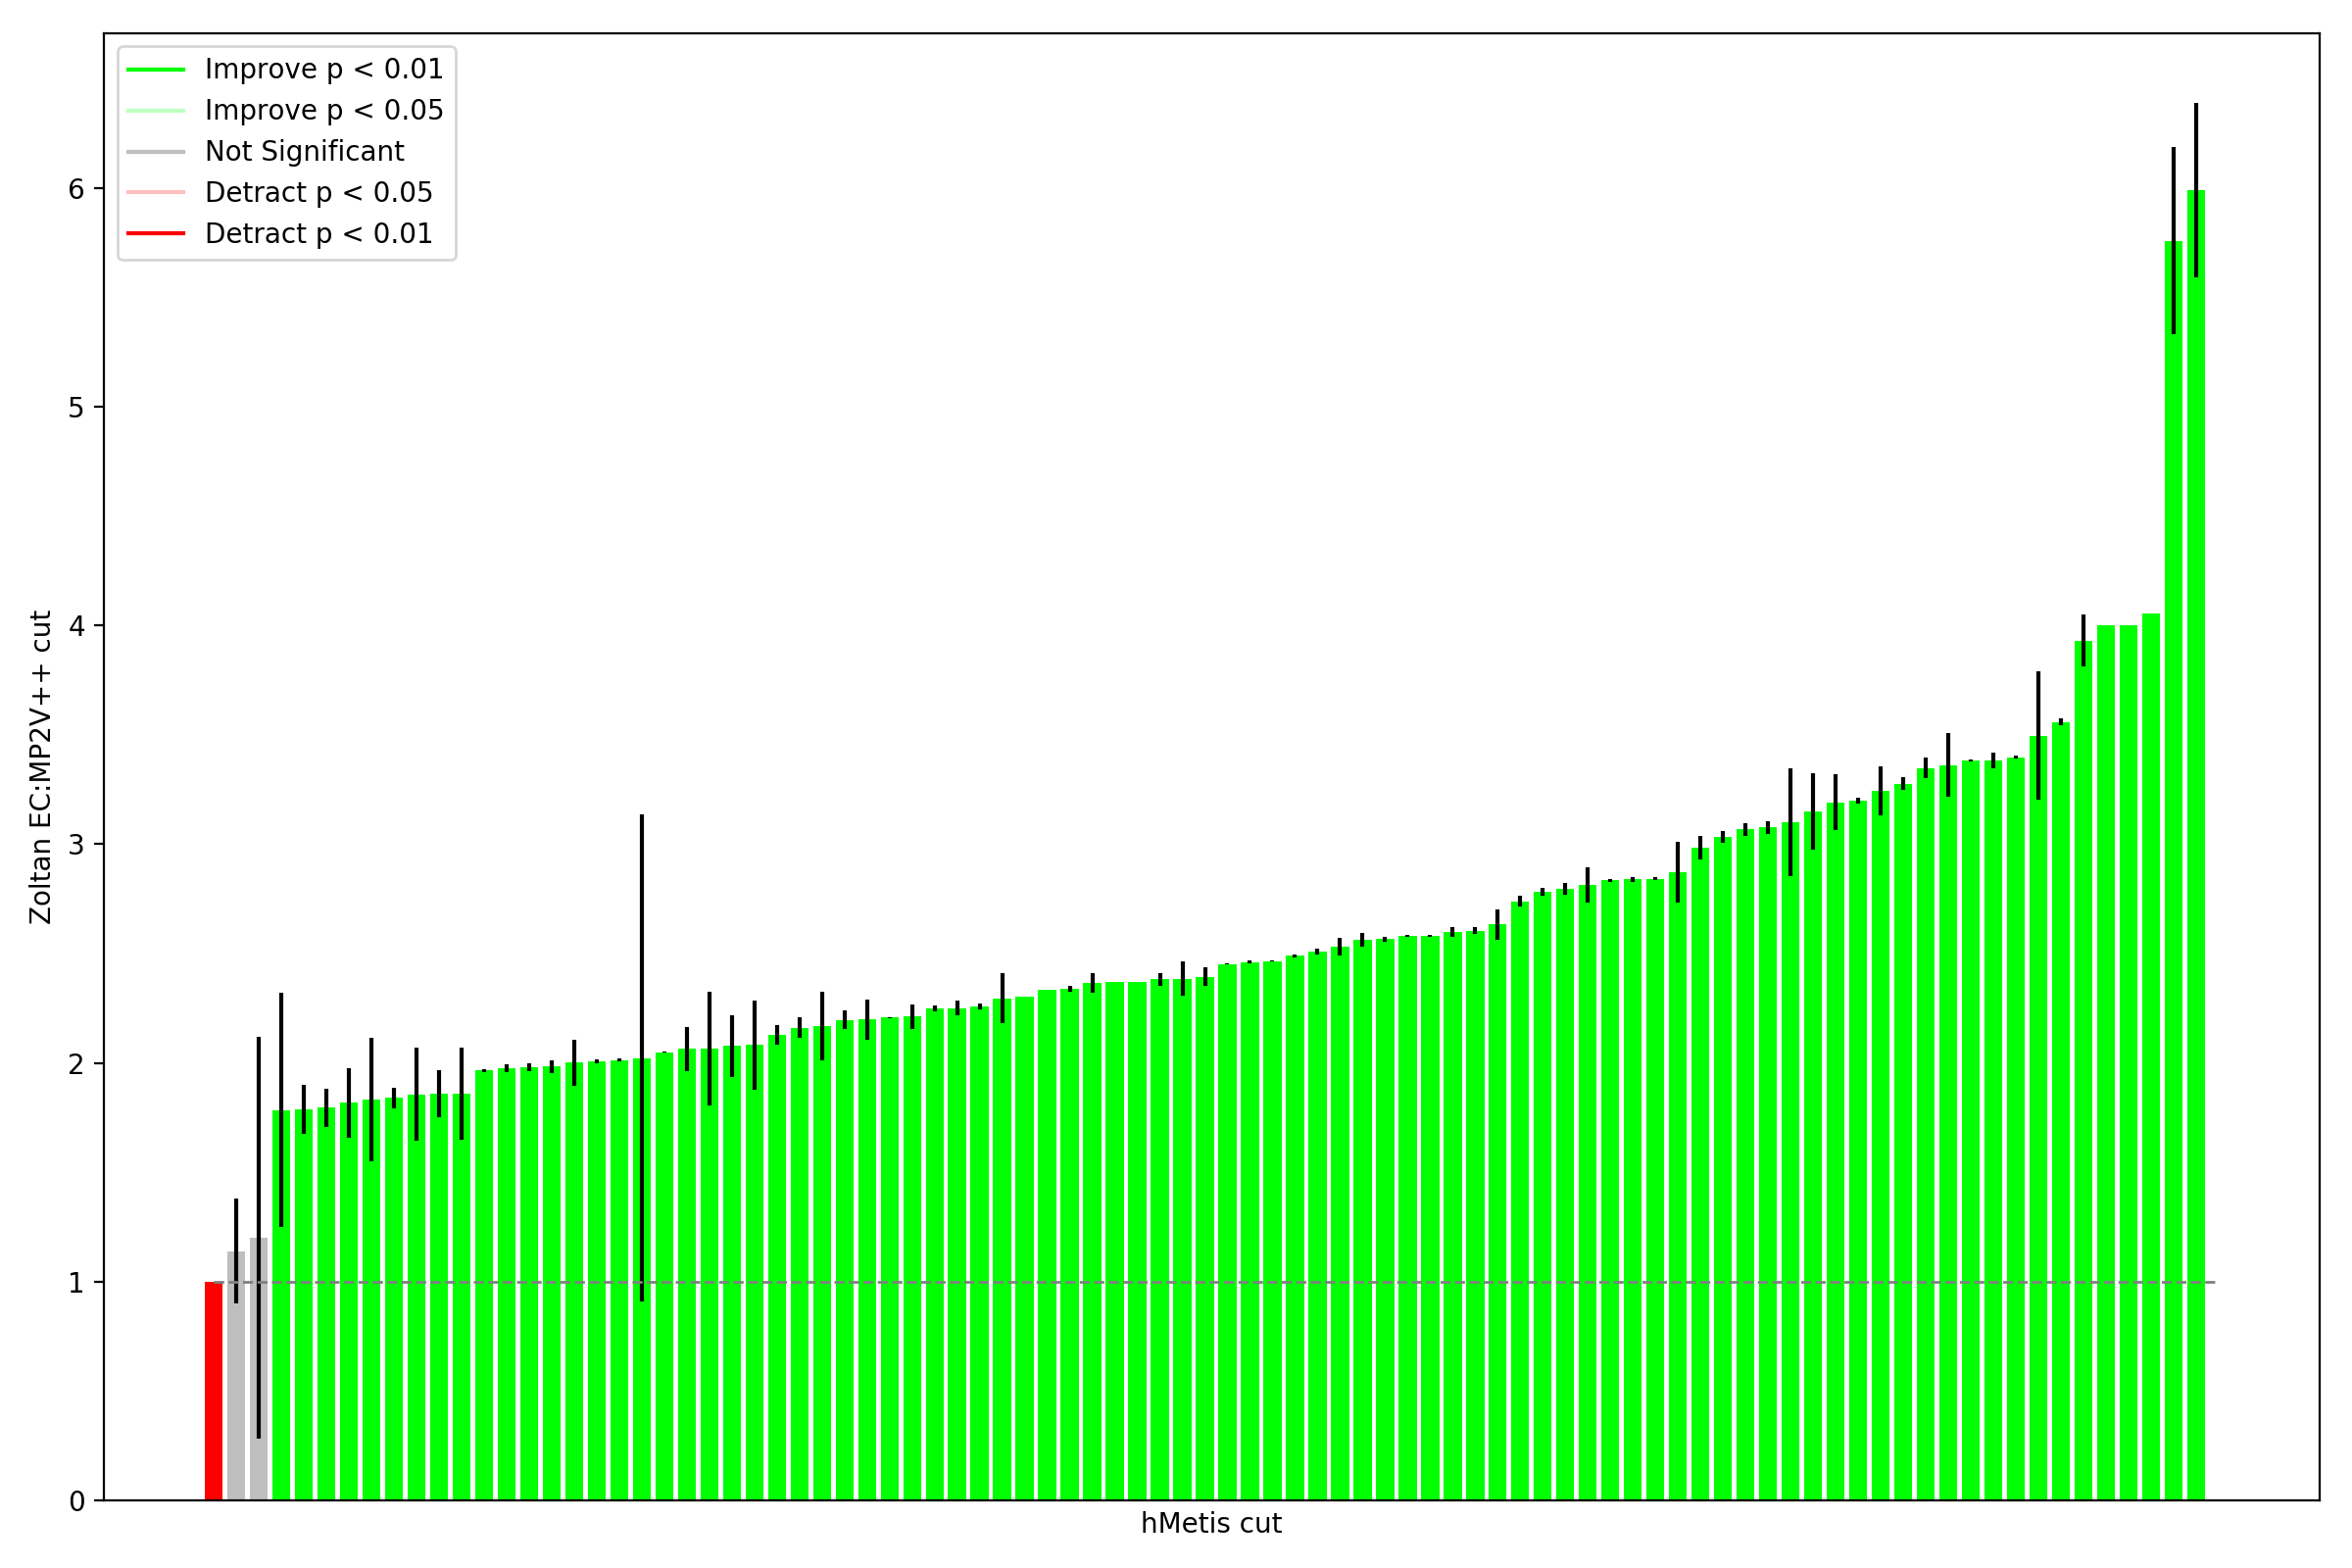 Improve p < 0.01
Improve p < 0.05
Not Significant
Detract p < 0.05
Detract p < 0.01
6
5
4
3
2
1
0
Zoltan EC:MP2V++ cut
hMetis cut